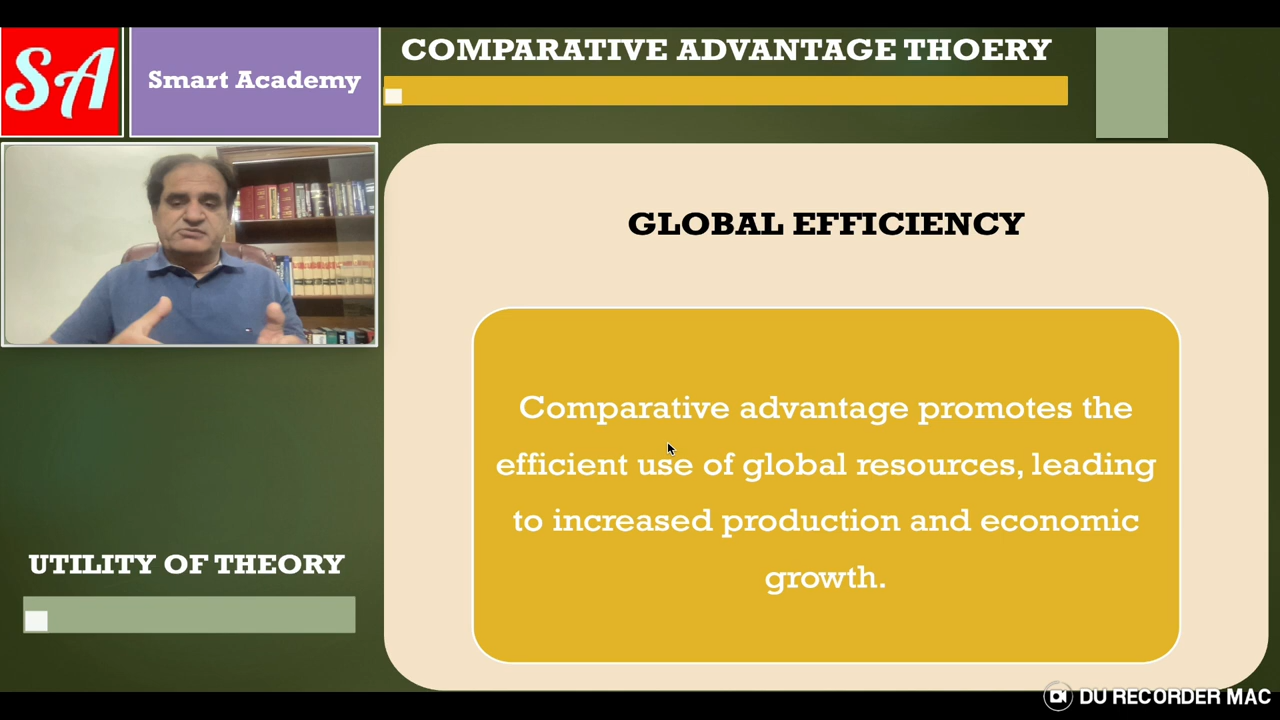 SA
Smart Academy
COMPARATIVE ADVANTAGE THOERY
GLOBAL EFFICIENCY
Comparative advantage promotes the
efficient use of global resources, leading
to increased production and economic
growth.
UTILITY OF THEORY
DU RECORDER MAC